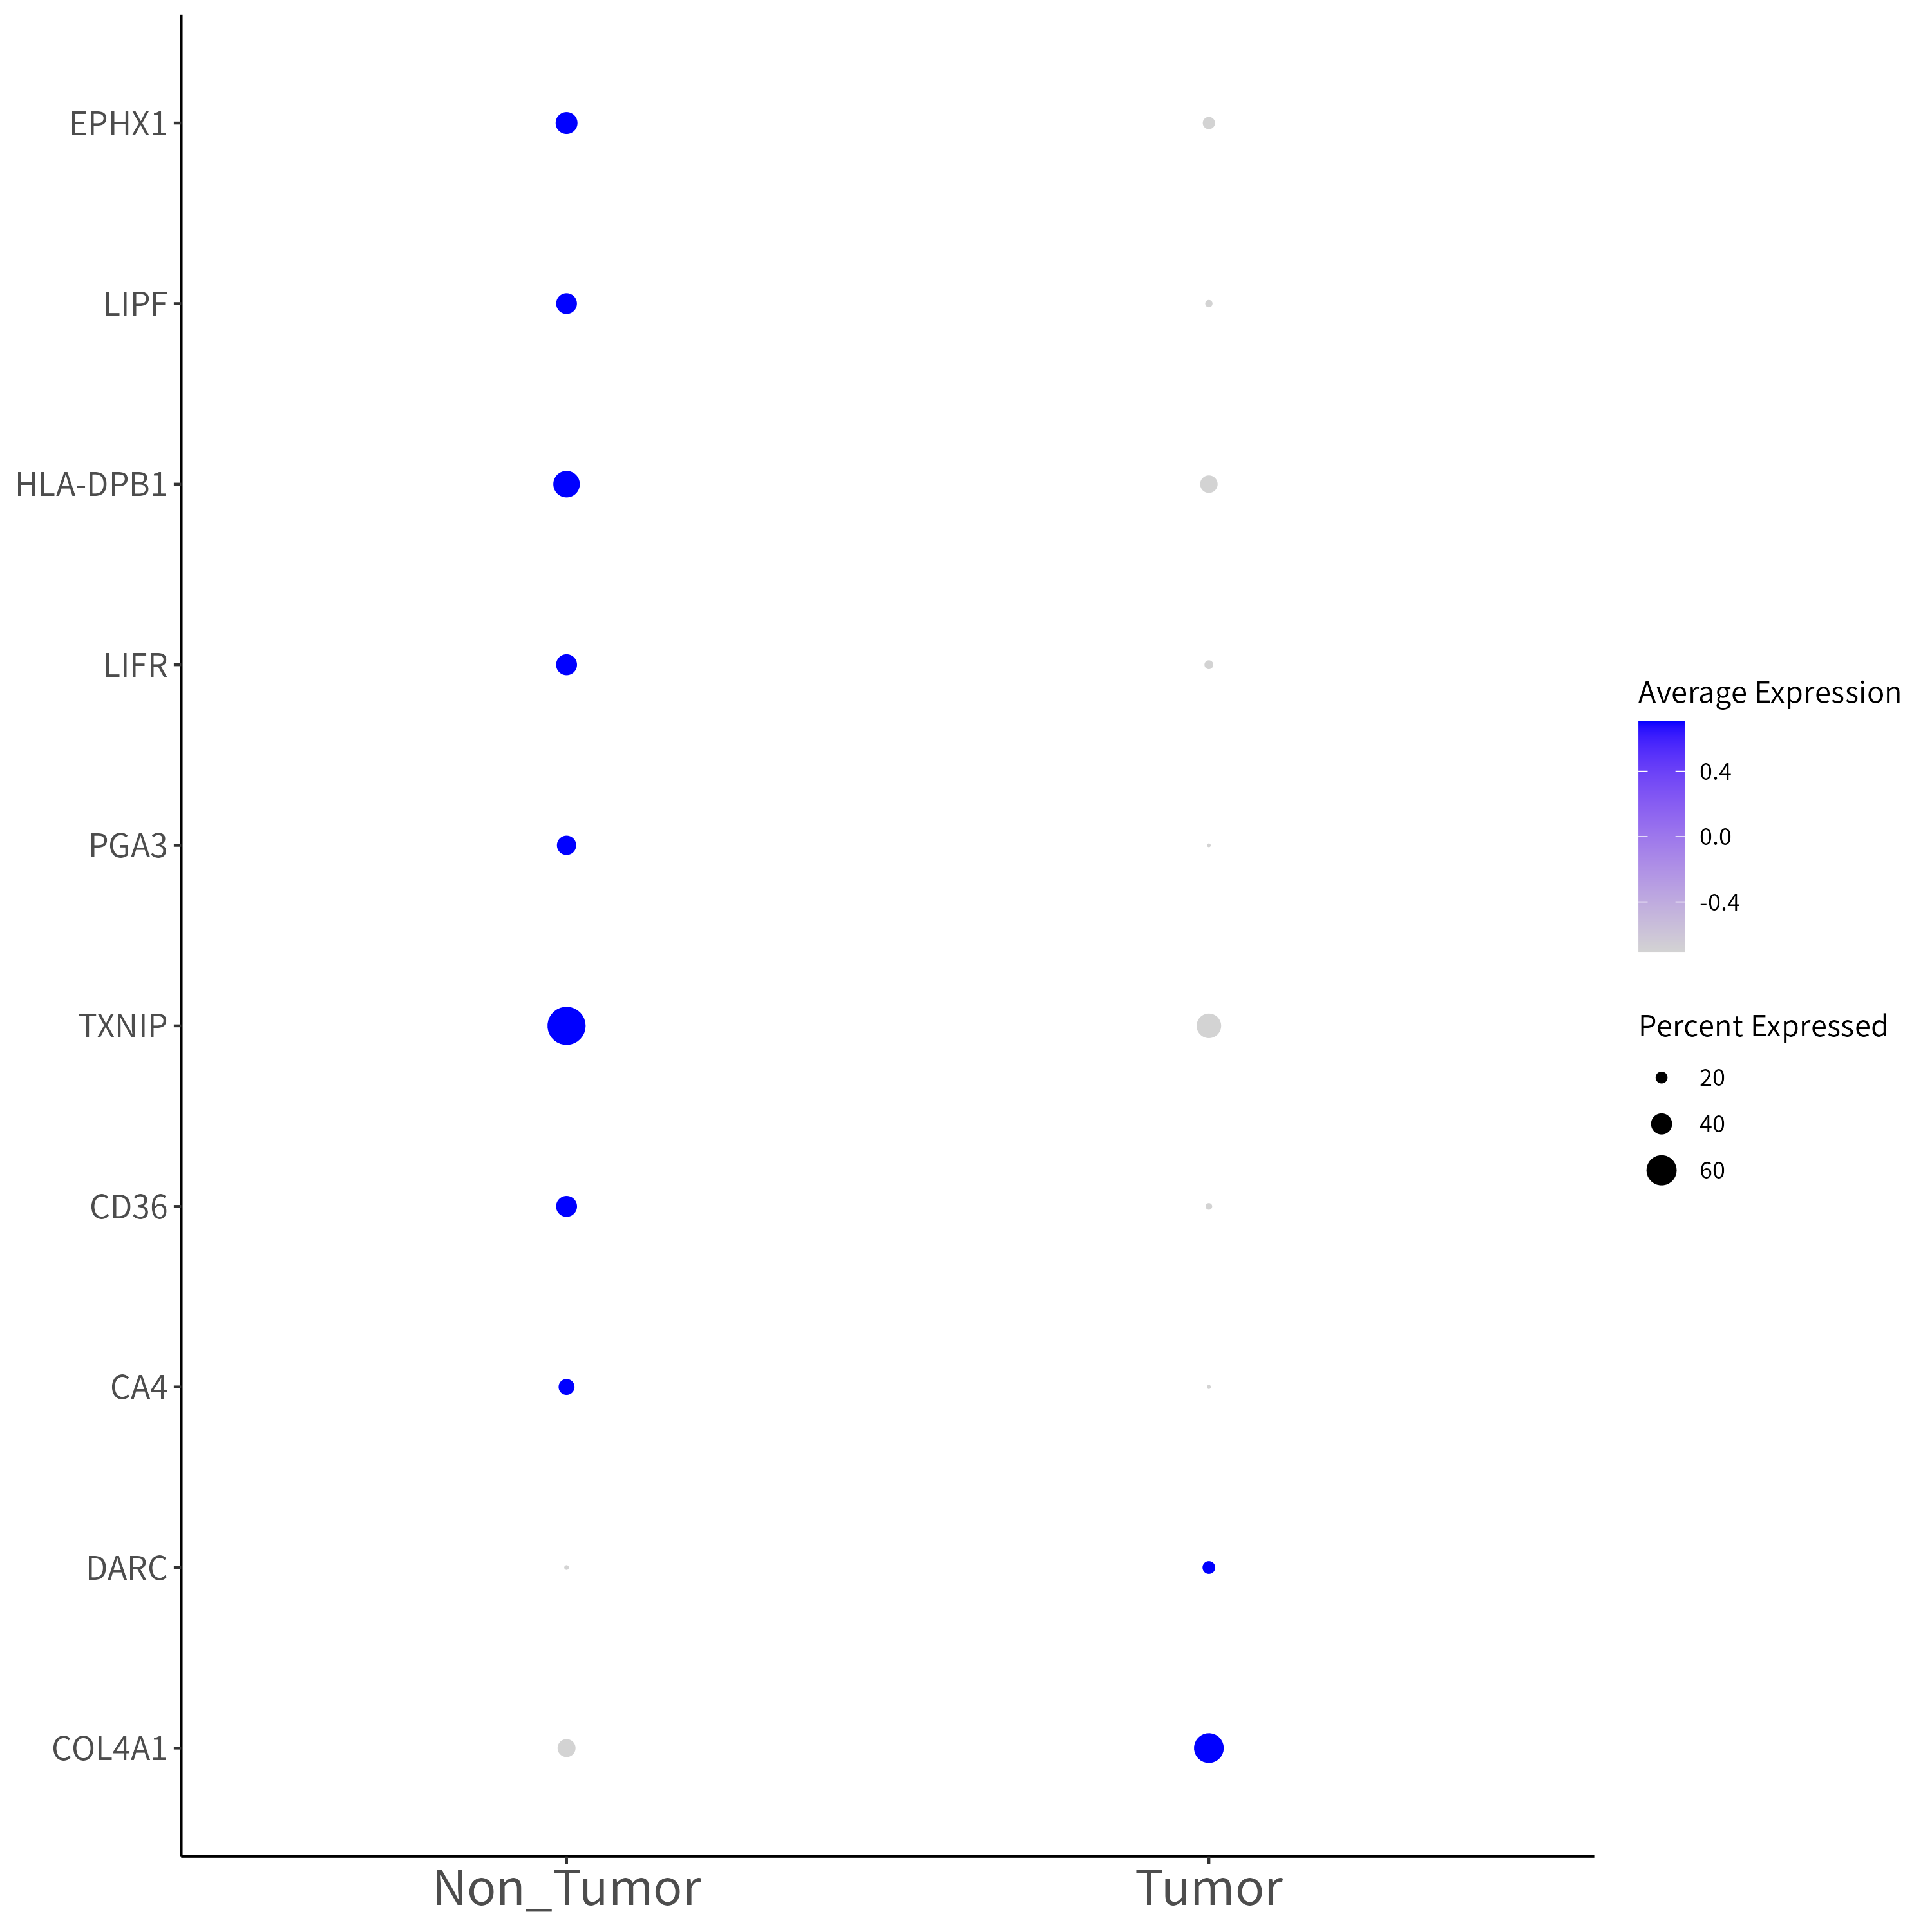 EPHX1
LIPF
HLA-DPB1
LIFR
PGA3
TXNIP
CD36
CA4
DARC
COL4A1
Non_Tumor
Tumor
Average Expression
0.4
0.0
-0.4
Percent Expressed
20
40
60